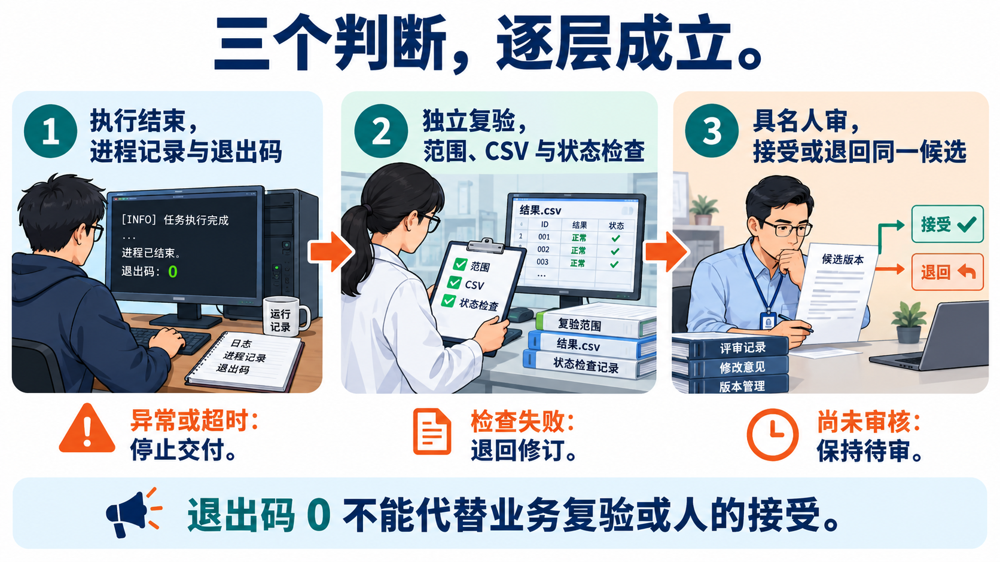 三个判断，逐层成立。
1
执行结束，
进程记录与退出码
[INFO] 任务执行完成
...
进程已结束。
退出码：0
运行
记录
日志
进程记录
退出码
2
独立复验，
范围、CSV 与状态检查
结果.csv
ID 结果 状态
1 001 正常
002 正常
003 正常
...
范围
CSV
状态检查
复验范围
结果.csv
状态检查记录
3
具名人审，
接受或退回同一候选
候选版本
接受
退回
评审记录
修改意见
版本管理
异常或超时：
停止交付。
检查失败：
退回修订。
尚未审核：
保持待审。
退出码 0 不能代替业务复验或人的接受。